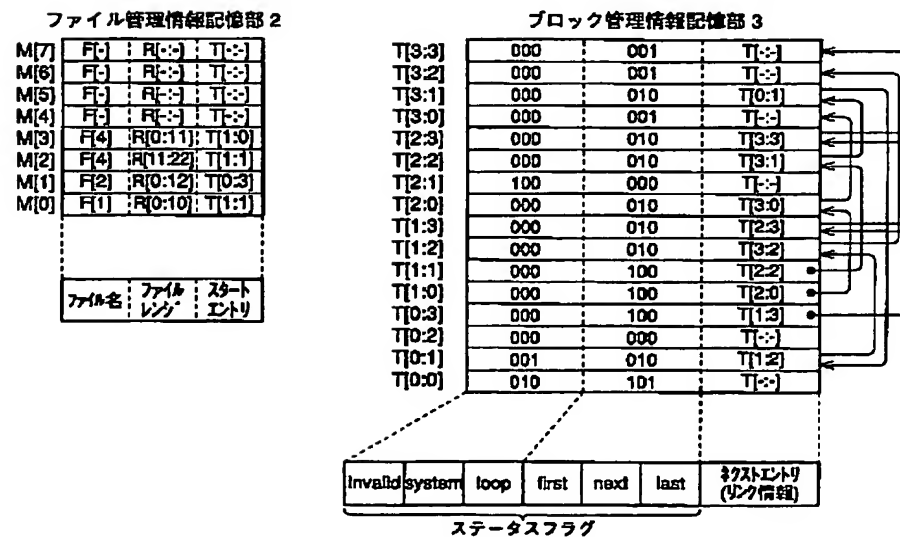 ファイル管理情報記憶部 2
M[7] F[-] R[-:-] T[-:-]
M[6] F[-] R[-:-] T[-:-]
M[5] F[-] R[-:-] T[-:-]
M[4] F[-] R[-:-] T[-:-]
M[3] F[4] R[0:11] T[1:0]
M[2] F[4] R[11:22] T[1:1]
M[1] F[2] R[0:12] T[0:3]
M[0] F[1] R[0:10] T[1:1]
ファイル名 ファイルレンジ スタートエントリ
ブロック管理情報記憶部 3
T[3:3] 000 001 T[-:-]
T[3:2] 000 001 T[-:-]
T[3:1] 000 010 T[0:1]
T[3:0] 000 001 T[-:-]
T[2:3] 000 010 T[3:3]
T[2:2] 000 010 T[3:1]
T[2:1] 100 000 T[-:-]
T[2:0] 000 010 T[3:0]
T[1:3] 000 010 T[2:3]
T[1:2] 000 010 T[3:2]
T[1:1] 000 100 T[2:2]
T[1:0] 000 100 T[2:0]
T[0:3] 000 100 T[1:3]
T[0:2] 000 000 T[-:-]
T[0:1] 001 010 T[1:2]
T[0:0] 010 101 T[-:-]
invalid system loop first next last ネクストエントリ
(リンク情報)
ステータスフラグ